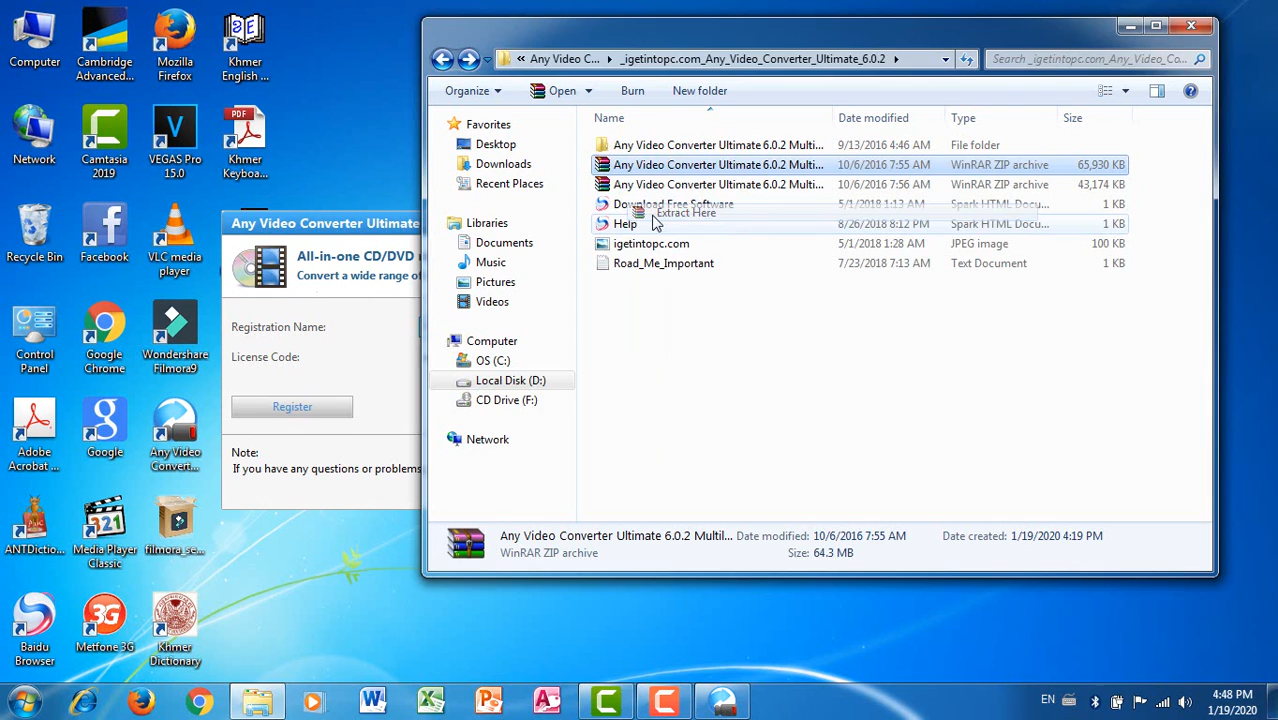 Computer
Cambridge
Advanced...
Mozilla
Firefox
Khmer
English ...
Network
Camtasia
2019
VEGAS Pro
15.0
Khmer
Keyboa...
Recycle Bin
Facebook
VLC media
player
Control
Panel
Google
Chrome
Wondershare
Filmora9
Adobe
Acrobat ...
Google
Any Video
Convert...
ANTDictio...
Media Player
Classic
filmora_se...
Baidu
Browser
Metfone 3G
Khmer
Dictionary
Any Video Converter Ultimate
All-in-one CD/DVD
Convert a wide range of
Registration Name:
License Code:
Register
Note:
If you have any questions or problems
« Any Video C... ▸ _igetintopc.com_Any_Video_Converter_Ultimate_6.0.2 ▸
Search _igetintopc.com_Any_Video_Co...
Organize
Open
Burn
New folder
Favorites
Desktop
Downloads
Recent Places
Libraries
Documents
Music
Pictures
Videos
Computer
OS (C:)
Local Disk (D:)
CD Drive (F:)
Network
Name Date modified Type Size
Any Video Converter Ultimate 6.0.2 Multi... 9/13/2016 4:46 AM File folder
Any Video Converter Ultimate 6.0.2 Multi... 10/6/2016 7:55 AM WinRAR ZIP archive 65,930 KB
Any Video Converter Ultimate 6.0.2 Multi... 10/6/2016 7:56 AM WinRAR ZIP archive 43,174 KB
Download Free Software 5/1/2018 1:13 AM Spark HTML Docu... 1 KB
Extract Here
Help 8/26/2018 8:12 PM Spark HTML Docu... 1 KB
igetintopc.com 5/1/2018 1:28 AM JPEG image 100 KB
Road_Me_Important 7/23/2018 7:13 AM Text Document 1 KB
Any Video Converter Ultimate 6.0.2 Multil... Date modified: 10/6/2016 7:55 AM Date created: 1/19/2020 4:19 PM
WinRAR ZIP archive Size: 64.3 MB
EN
4:48 PM
1/19/2020